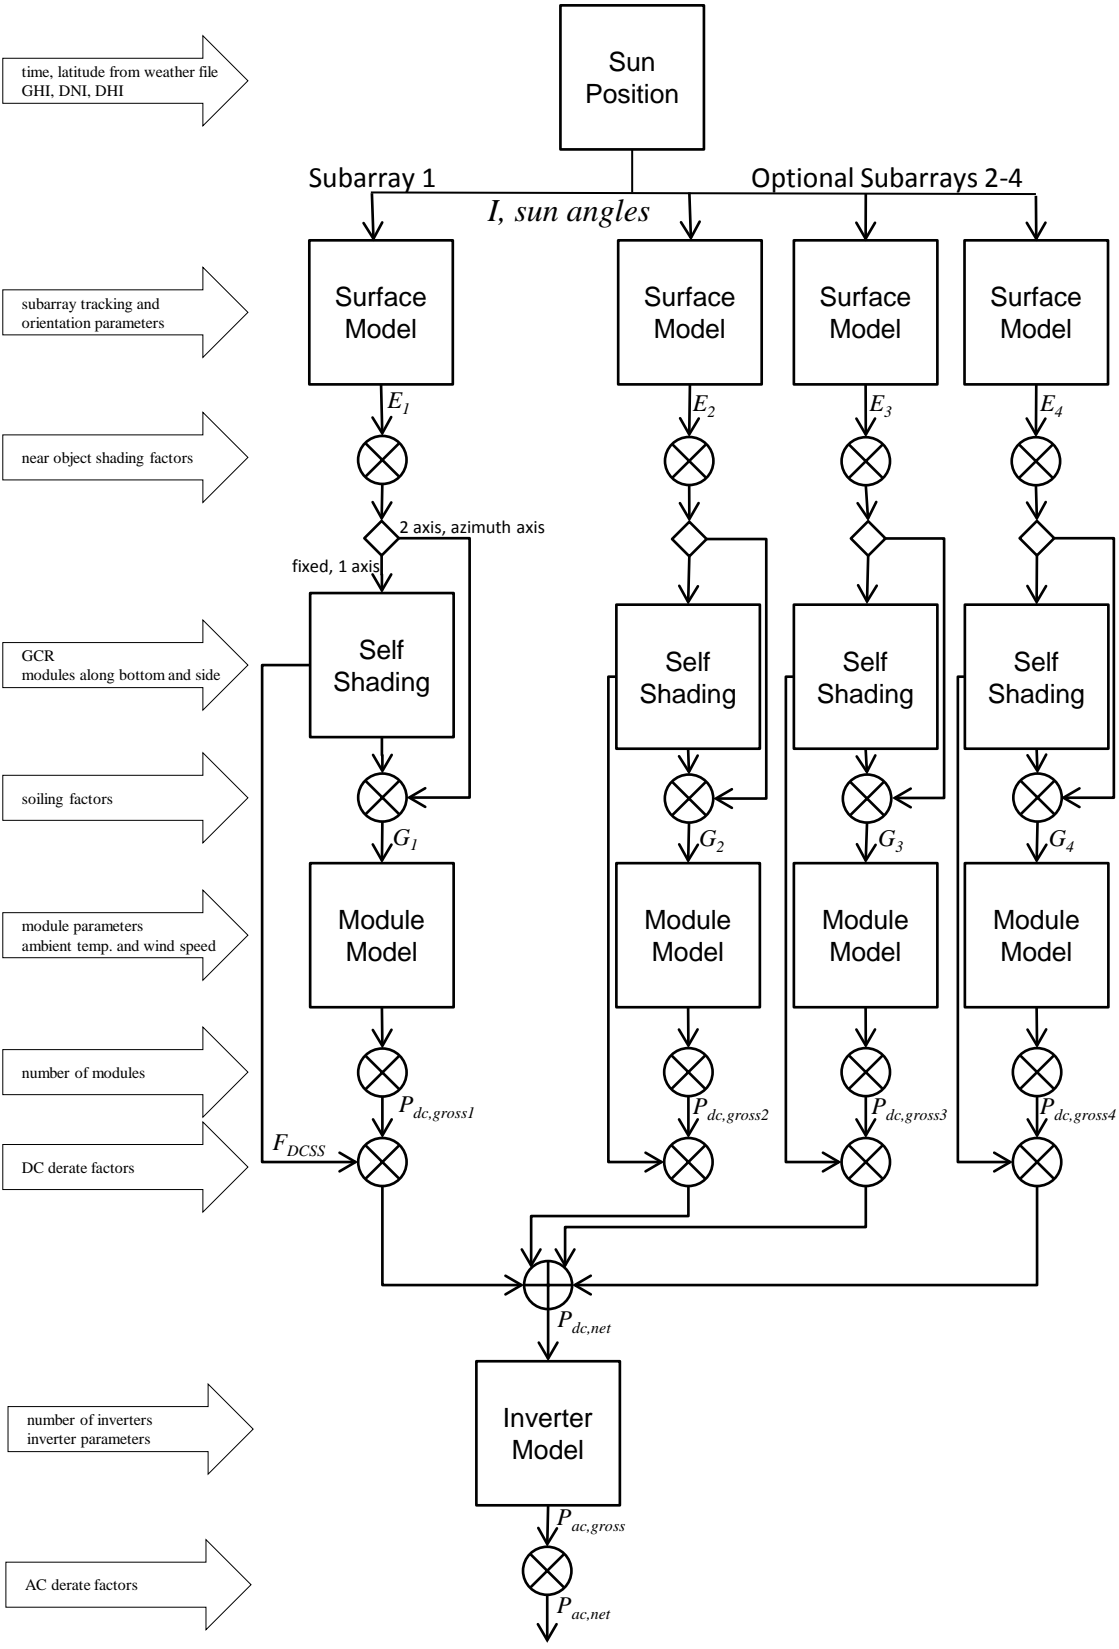 time, latitude from weather file
GHI, DNI, DHI
Sun
Position
Subarray 1
Optional Subarrays 2-4
I, sun angles
subarray tracking and
orientation parameters
Surface
Model
Surface
Model
Surface
Model
Surface
Model
E1
E2
E3
E4
near object shading factors
2 axis, azimuth axis
fixed, 1 axis
GCR
modules along bottom and side
Self
Shading
Self
Shading
Self
Shading
Self
Shading
soiling factors
G1
G2
G3
G4
module parameters
ambient temp. and wind speed
Module
Model
Module
Model
Module
Model
Module
Model
number of modules
Pdc,gross1
Pdc,gross2
Pdc,gross3
Pdc,gross4
DC derate factors
FDCSS
Pdc,net
number of inverters
inverter parameters
Inverter
Model
Pac,gross
AC derate factors
Pac,net